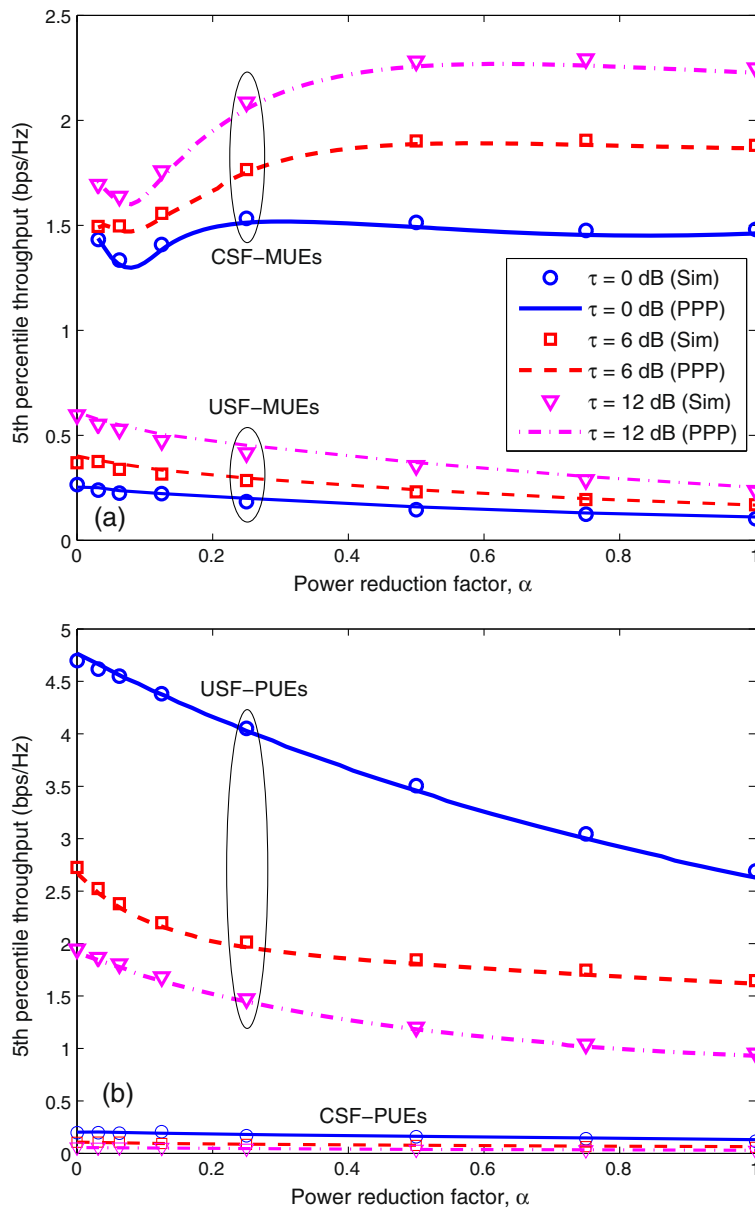 2.5
2
1.5
1
0.5
0
5th percentile throughput (bps/Hz)
CSF-MUEs
τ = 0 dB (Sim)
τ = 0 dB (PPP)
τ = 6 dB (Sim)
τ = 6 dB (PPP)
τ = 12 dB (Sim)
τ = 12 dB (PPP)
USF-MUEs
(a)
0 0.2 0.4 0.6 0.8 1
Power reduction factor, α
5
4.5
4
3.5
3
2.5
2
1.5
1
0.5
0
5th percentile throughput (bps/Hz)
USF-PUEs
(b)
CSF-PUEs
0 0.2 0.4 0.6 0.8 1
Power reduction factor, α